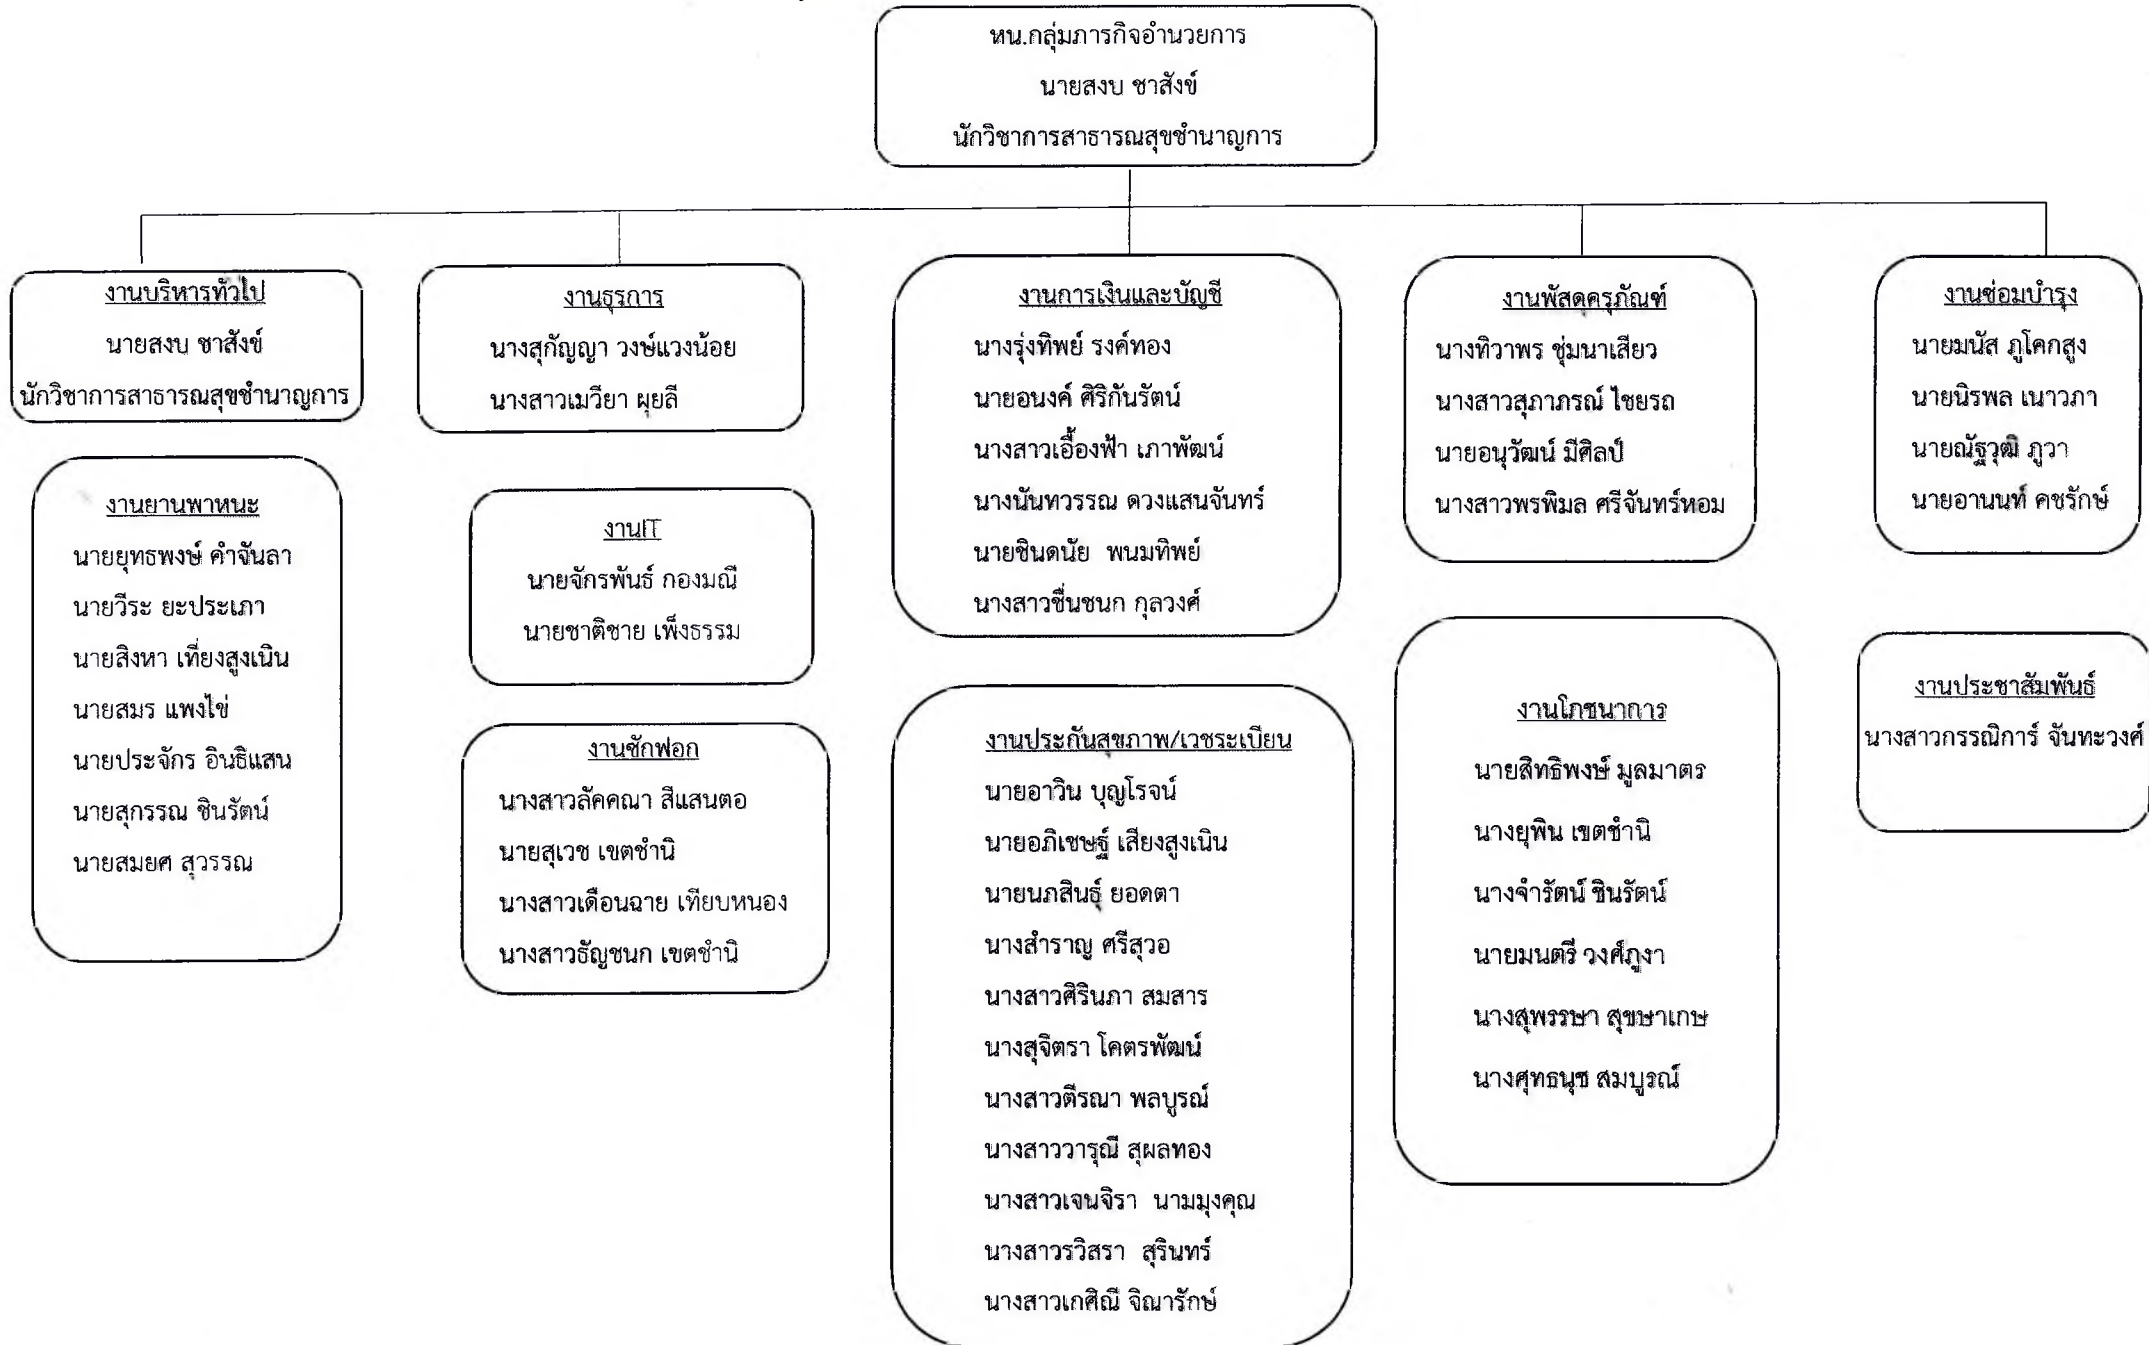 หน.กลุ่มภารกิจอำนวยการ
นายสงบ ชาสังข์
นักวิชาการสาธารณสุขชำนาญการ
งานบริหารทั่วไป
นายสงบ ชาสังข์
นักวิชาการสาธารณสุขชำนาญการ
งานธุรการ
นางสุกัญญา วงษ์แวงน้อย
นางสาวเมวียา ผุยลี
งานการเงินและบัญชี
นางรุ่งทิพย์ รงค์ทอง
นายอนงค์ ศิริกันรัตน์
นางสาวเอื้องฟ้า เภาพัฒน์
นางนันทวรรณ ดวงแสนจันทร์
นายชินดนัย พนมทิพย์
นางสาวชื่นชนก กุลวงศ์
งานพัสดุครุภัณฑ์
นางทิวาพร ชุ่มนาเสียว
นางสาวสุภาภรณ์ ไชยรถ
นายอนุวัฒน์ มีศิลป์
นางสาวพรพิมล ศรีจันทร์หอม
งานซ่อมบำรุง
นายมนัส ภูโคกสูง
นายนิรพล เนาวภา
นายณัฐวุฒิ ภูวา
นายอานนท์ คชรักษ์
งานยานพาหนะ
นายยุทธพงษ์ คำจันลา
นายวีระ ยะประเภา
นายสิงหา เที่ยงสูงเนิน
นายสมร แพงไข่
นายประจักร อินธิแสน
นายสุกรรณ ชินรัตน์
นายสมยศ สุวรรณ
งานIT
นายจักรพันธ์ กองมณี
นายชาติชาย เพ็งธรรม
งานซักฟอก
นางสาวลัคคณา สีแสนตอ
นายสุเวช เขตชำนิ
นางสาวเดือนฉาย เทียบหนอง
นางสาวธัญชนก เขตชำนิ
งานประกันสุขภาพ/เวชระเบียน
นายอาวิน บุญโรจน์
นายอภิเชษฐ์ เสียงสูงเนิน
นายนภสินธุ์ ยอดตา
นางสำราญ ศรีสุวอ
นางสาวศิรินภา สมสาร
นางสุจิตรา โคตรพัฒน์
นางสาวตีรณา พลบูรณ์
นางสาววารุณี สุผลทอง
นางสาวเจนจิรา นามมุงคุณ
นางสาวรวิสรา สุรินทร์
นางสาวเกศิณี จิณารักษ์
งานโภชนาการ
นายสิทธิพงษ์ มูลมาตร
นางยุพิน เขตชำนิ
นางจำรัตน์ ชินรัตน์
นายมนตรี วงศ์ภูงา
นางสุพรรษา สุขษาเกษ
นางศุทธนุช สมบูรณ์
งานประชาสัมพันธ์
นางสาวกรรณิการ์ จันทะวงศ์